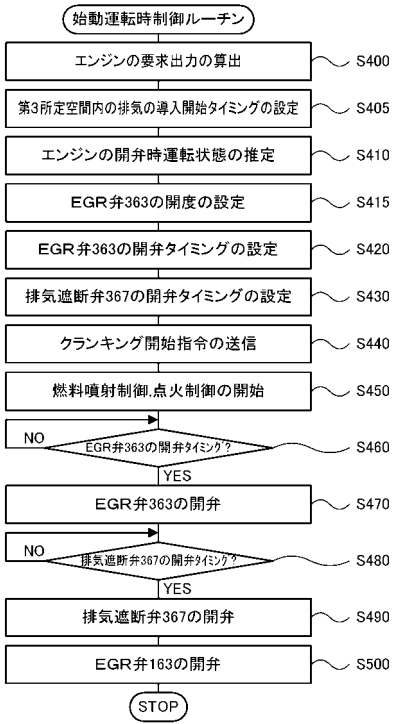 始動運転時制御ルーチン
エンジンの要求出力の算出 S400
第3所定空間内の排気の導入開始タイミングの設定 S405
エンジンの開弁時運転状態の推定 S410
EGR弁363の開度の設定 S415
EGR弁363の開弁タイミングの設定 S420
排気遮断弁367の開弁タイミングの設定 S430
クランキング開始指令の送信 S440
燃料噴射制御,点火制御の開始 S450
NO
EGR弁363の開弁タイミング? S460
YES
EGR弁363の開弁 S470
NO
排気遮断弁367の開弁タイミング? S480
YES
排気遮断弁367の開弁 S490
EGR弁163の開弁 S500
STOP